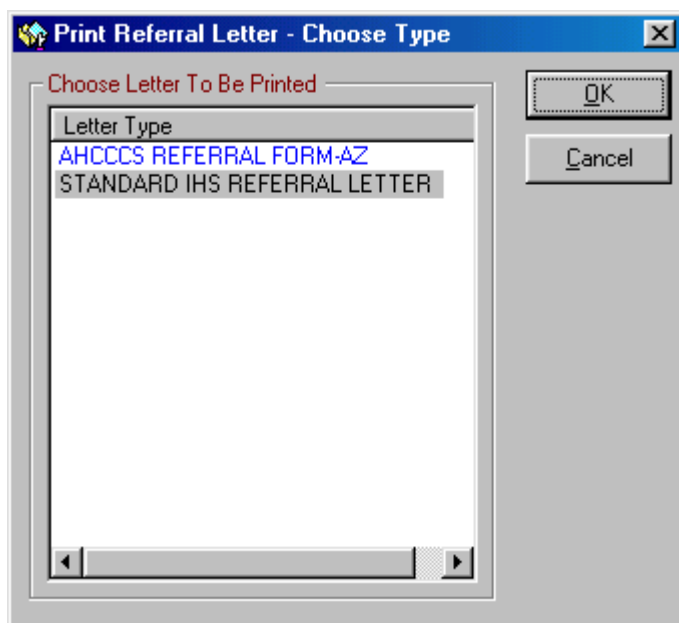 Print Referral Letter - Choose Type
Choose Letter To Be Printed
Letter Type
AHCCCS REFERRAL FORM-AZ
STANDARD IHS REFERRAL LETTER
OK
Cancel